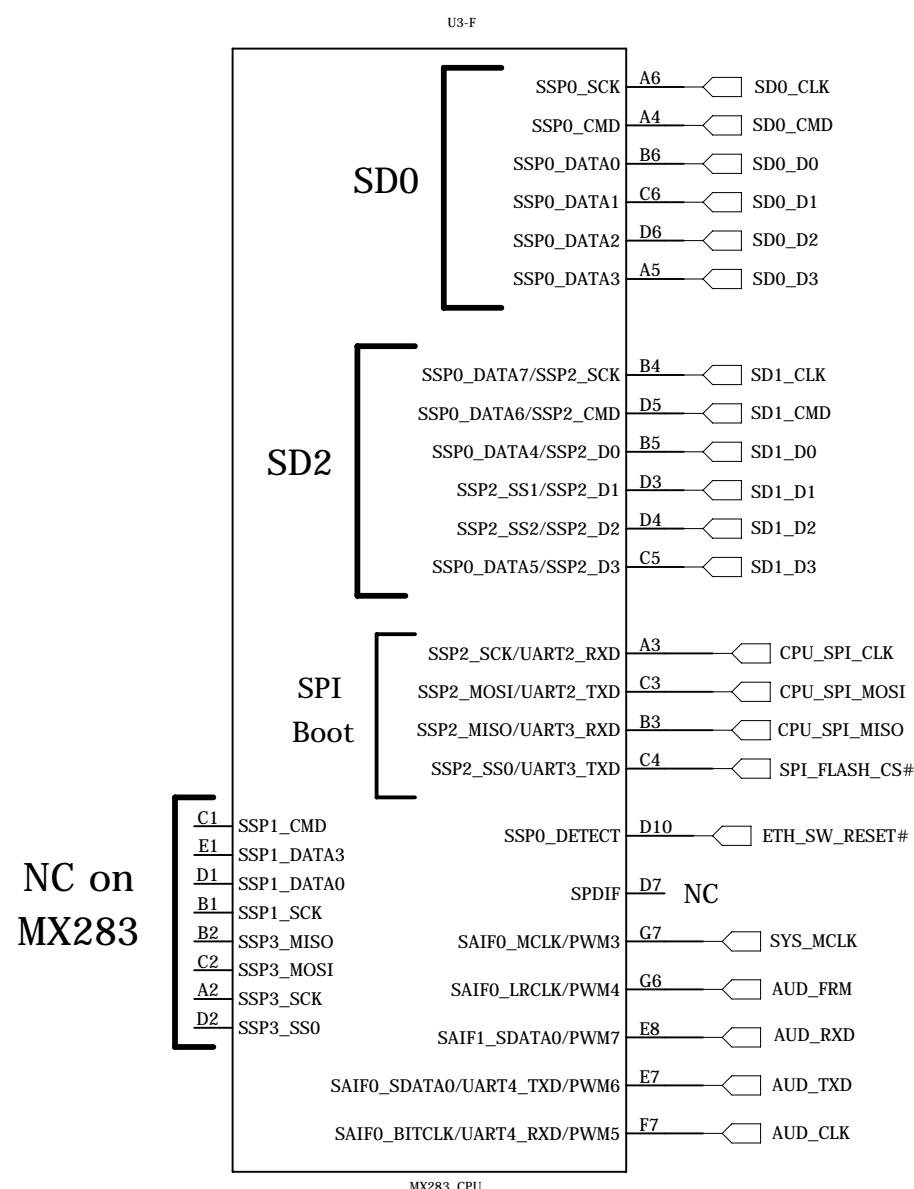 U3-F
SD0
SSP0_SCK A6 SD0_CLK
SSP0_CMD A4 SD0_CMD
SSP0_DATA0 B6 SD0_D0
SSP0_DATA1 C6 SD0_D1
SSP0_DATA2 D6 SD0_D2
SSP0_DATA3 A5 SD0_D3
SD2
SSP0_DATA7/SSP2_SCK B4 SD1_CLK
SSP0_DATA6/SSP2_CMD D5 SD1_CMD
SSP0_DATA4/SSP2_D0 B5 SD1_D0
SSP2_SS1/SSP2_D1 D3 SD1_D1
SSP2_SS2/SSP2_D2 D4 SD1_D2
SSP0_DATA5/SSP2_D3 C5 SD1_D3
SPI
Boot
SSP2_SCK/UART2_RXD A3 CPU_SPI_CLK
SSP2_MOSI/UART2_TXD C3 CPU_SPI_MOSI
SSP2_MISO/UART3_RXD B3 CPU_SPI_MISO
SSP2_SS0/UART3_TXD C4 SPI_FLASH_CS#
NC on
MX283
C1 SSP1_CMD
E1 SSP1_DATA3
D1 SSP1_DATA0
B1 SSP1_SCK
B2 SSP3_MISO
C2 SSP3_MOSI
A2 SSP3_SCK
D2 SSP3_SS0
SSP0_DETECT D10 ETH_SW_RESET#
SPDIF D7 NC
SAIF0_MCLK/PWM3 G7 SYS_MCLK
SAIF0_LRCLK/PWM4 G6 AUD_FRM
SAIF1_SDATA0/PWM7 E8 AUD_RXD
SAIF0_SDATA0/UART4_TXD/PWM6 E7 AUD_TXD
SAIF0_BITCLK/UART4_RXD/PWM5 F7 AUD_CLK
MX283_CPU